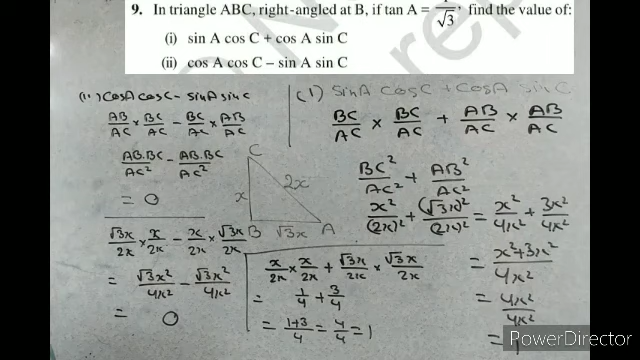 9. In triangle ABC, right-angled at B, if tan A = 1/√3, find the value of:
(i) sin A cos C + cos A sin C
(ii) cos A cos C – sin A sin C
(ii) cosA cosC - sinA sinC
AB/AC × BC/AC - BC/AC × AB/AC
AB.BC/AC² - AB.BC/AC²
= 0
√3x/2x × x/2x - x/2x × √3x/2x
= √3x²/4x² - √3x²/4x²
= 0
C
x
2x
B √3x A
(1) sinA cosC + cosA sinC
BC/AC × BC/AC + AB/AC × AB/AC
BC²/AC² + AB²/AC²
x²/(2x)² + (√3x)²/(2x)² = x²/4x² + 3x²/4x²
= x²+3x²/4x²
= 4x²/4x²
= 1
x/2x × x/2x + √3x/2x × √3x/2x
= 1/4 + 3/4
= 1+3/4 = 4/4 = 1
PowerDirector